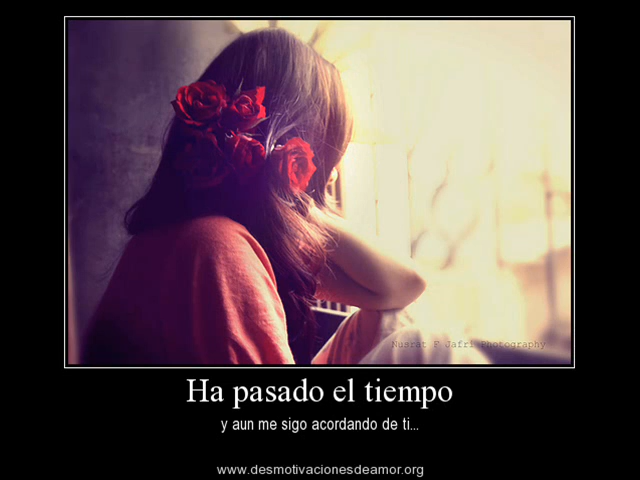 Nusrat F Jafri Photography
Ha pasado el tiempo
y aun me sigo acordando de ti...
www.desmotivacionesdeamor.org